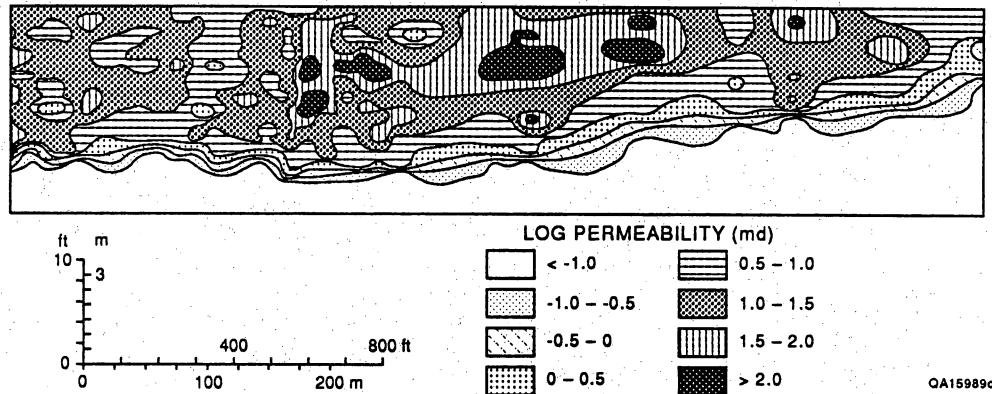 LOG PERMEABILITY (md)
< -1.0
-1.0 – -0.5
-0.5 – 0
0 – 0.5
0.5 – 1.0
1.0 – 1.5
1.5 – 2.0
> 2.0
ft m
10 3
0
400 800 ft
0 100 200 m
QA15989c